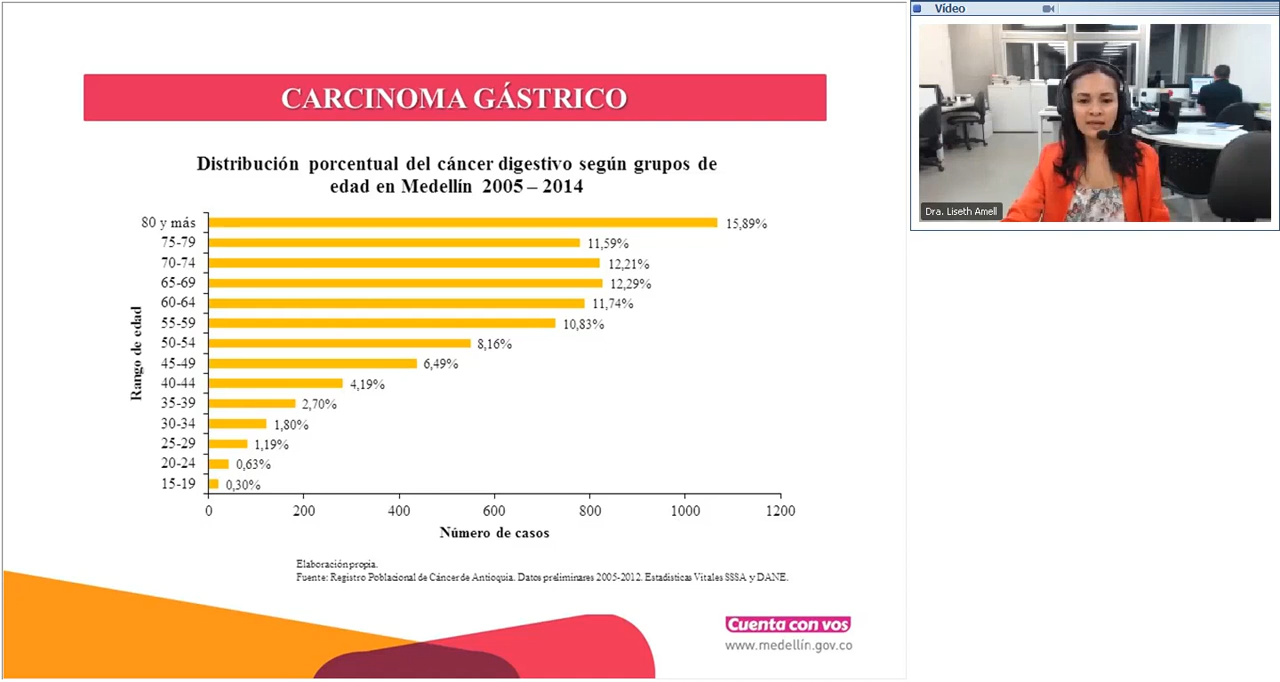 Vídeo
Dra. Liseth Amell
CARCINOMA GÁSTRICO
Distribución porcentual del cáncer digestivo según grupos de
edad en Medellín 2005 – 2014
Rango de edad
80 y más 15,89%
75-79 11,59%
70-74 12,21%
65-69 12,29%
60-64 11,74%
55-59 10,83%
50-54 8,16%
45-49 6,49%
40-44 4,19%
35-39 2,70%
30-34 1,80%
25-29 1,19%
20-24 0,63%
15-19 0,30%
0 200 400 600 800 1000 1200
Número de casos
Elaboración propia.
Fuente: Registro Poblacional de Cáncer de Antioquia. Datos preliminares 2005-2012. Estadísticas Vitales SSSA y DANE.
Cuenta con vos
www.medellín.gov.co